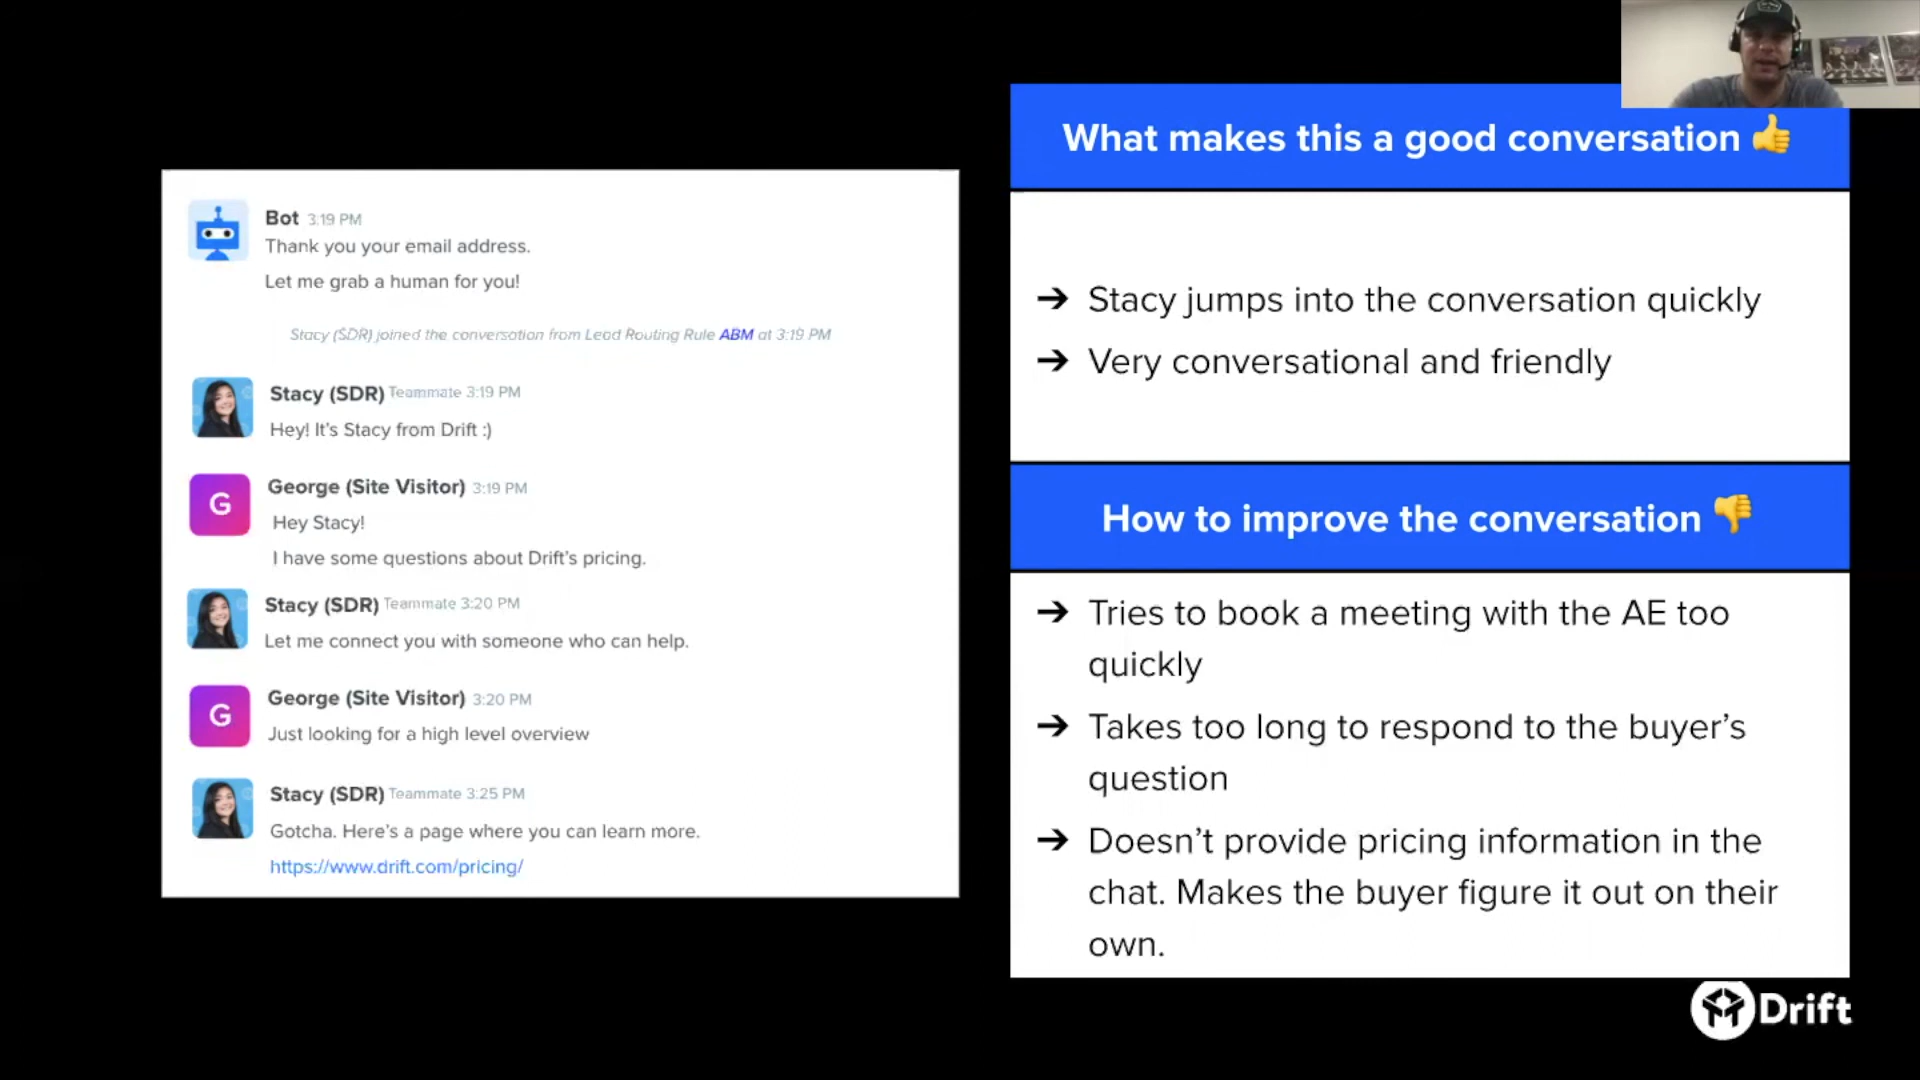 Bot 3:19 PM
Thank you your email address.
Let me grab a human for you!
Stacy (SDR) joined the conversation from Lead Routing Rule ABM at 3:19 PM
Stacy (SDR) Teammate 3:19 PM
Hey! It's Stacy from Drift :)
G
George (Site Visitor) 3:19 PM
Hey Stacy!
I have some questions about Drift's pricing.
Stacy (SDR) Teammate 3:20 PM
Let me connect you with someone who can help.
G
George (Site Visitor) 3:20 PM
Just looking for a high level overview
Stacy (SDR) Teammate 3:25 PM
Gotcha. Here's a page where you can learn more.
https://www.drift.com/pricing/
What makes this a good conversation 👍
➔ Stacy jumps into the conversation quickly
➔ Very conversational and friendly
How to improve the conversation 👎
➔ Tries to book a meeting with the AE too
quickly
➔ Takes too long to respond to the buyer's
question
➔ Doesn't provide pricing information in the
chat. Makes the buyer figure it out on their
own.
Drift